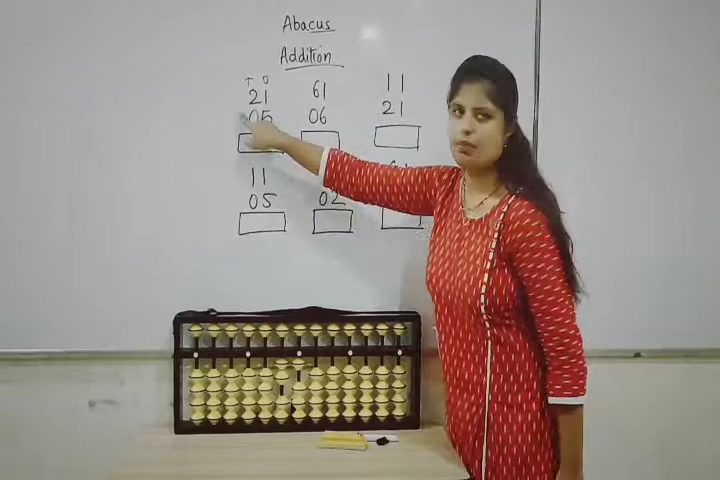 Abacus
Addition
T O
21 61 11
05 06 21
11
05 02